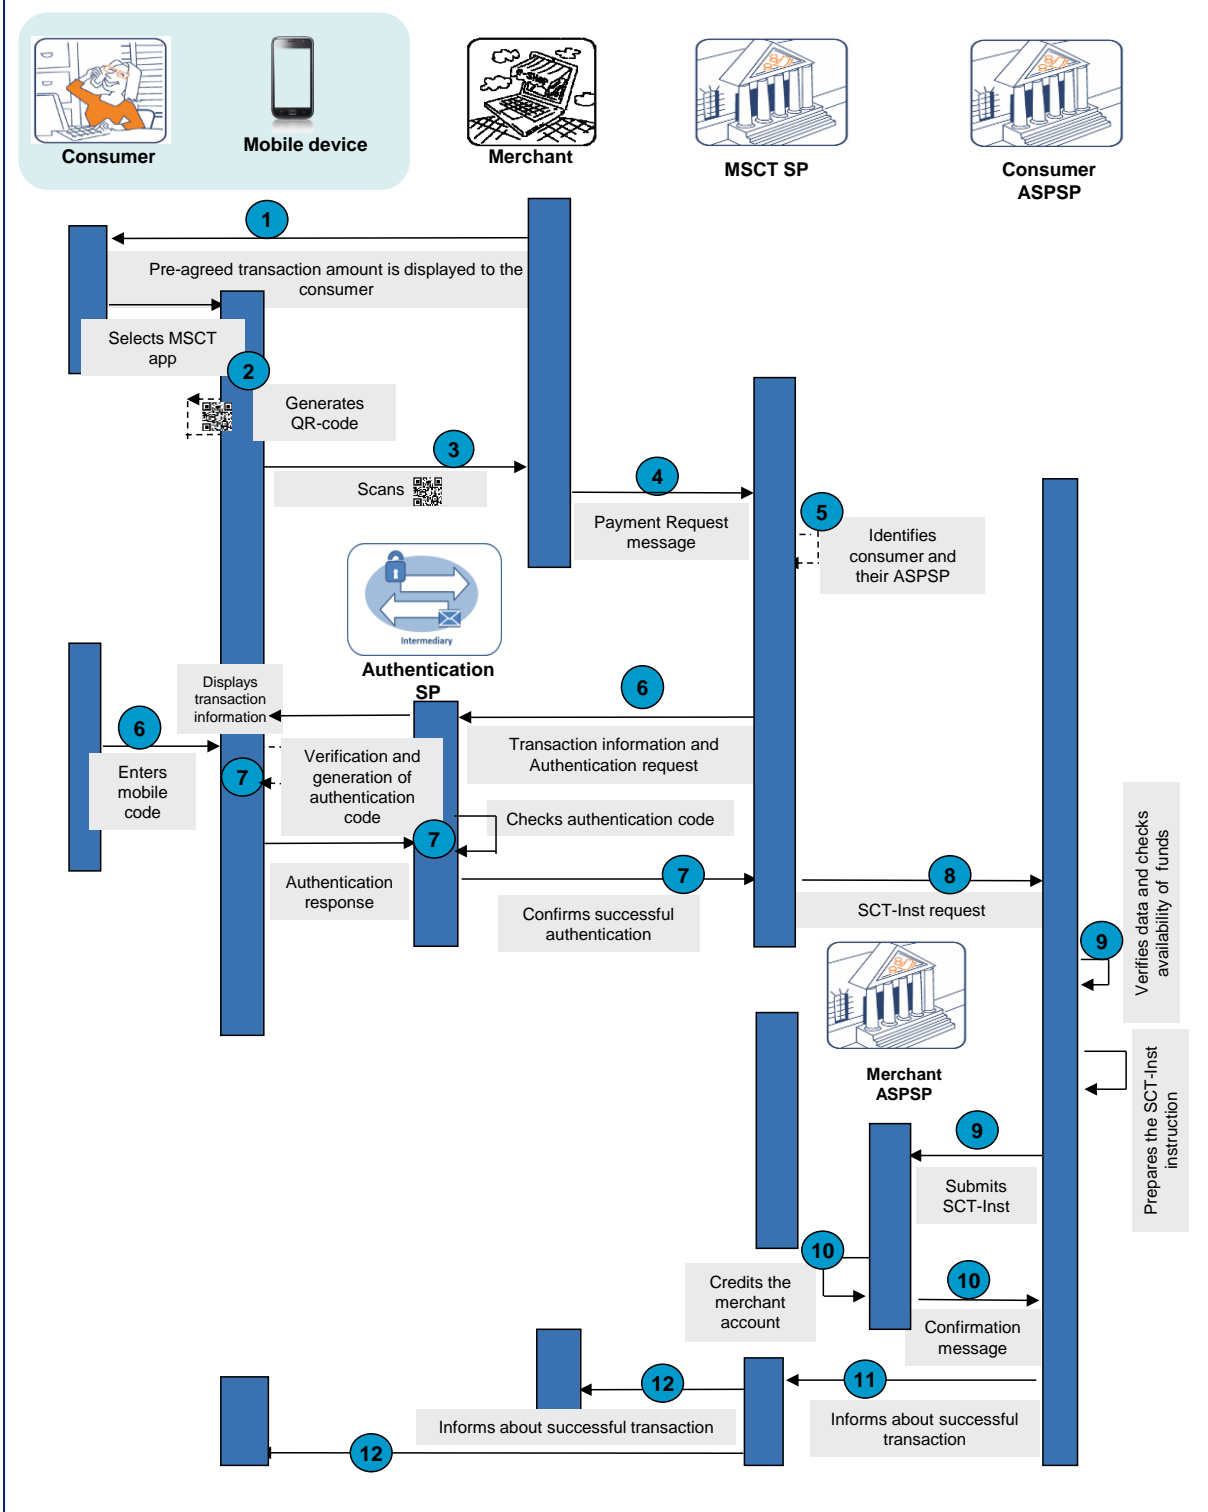 Consumer
Mobile device
Merchant
MSCT SP
Consumer
ASPSP
1
Pre-agreed transaction amount is displayed to the
consumer
Selects MSCT
app
2
Generates
QR-code
3
Scans
4
Payment Request
message
5
Identifies
consumer and
their ASPSP
Intermediary
Authentication
SP
Displays
transaction
information
6
Transaction information and
Authentication request
6
Enters
mobile
code
7
Verification and
generation of
authentication
code
Checks authentication code
7
Authentication
response
7
Confirms successful
authentication
8
SCT-Inst request
9
Verifies data and checks
availability of funds
Merchant
ASPSP
Prepares the SCT-Inst
instruction
9
Submits
SCT-Inst
10
Credits the
merchant
account
10
Confirmation
message
11
Informs about successful
transaction
12
Informs about successful transaction
12